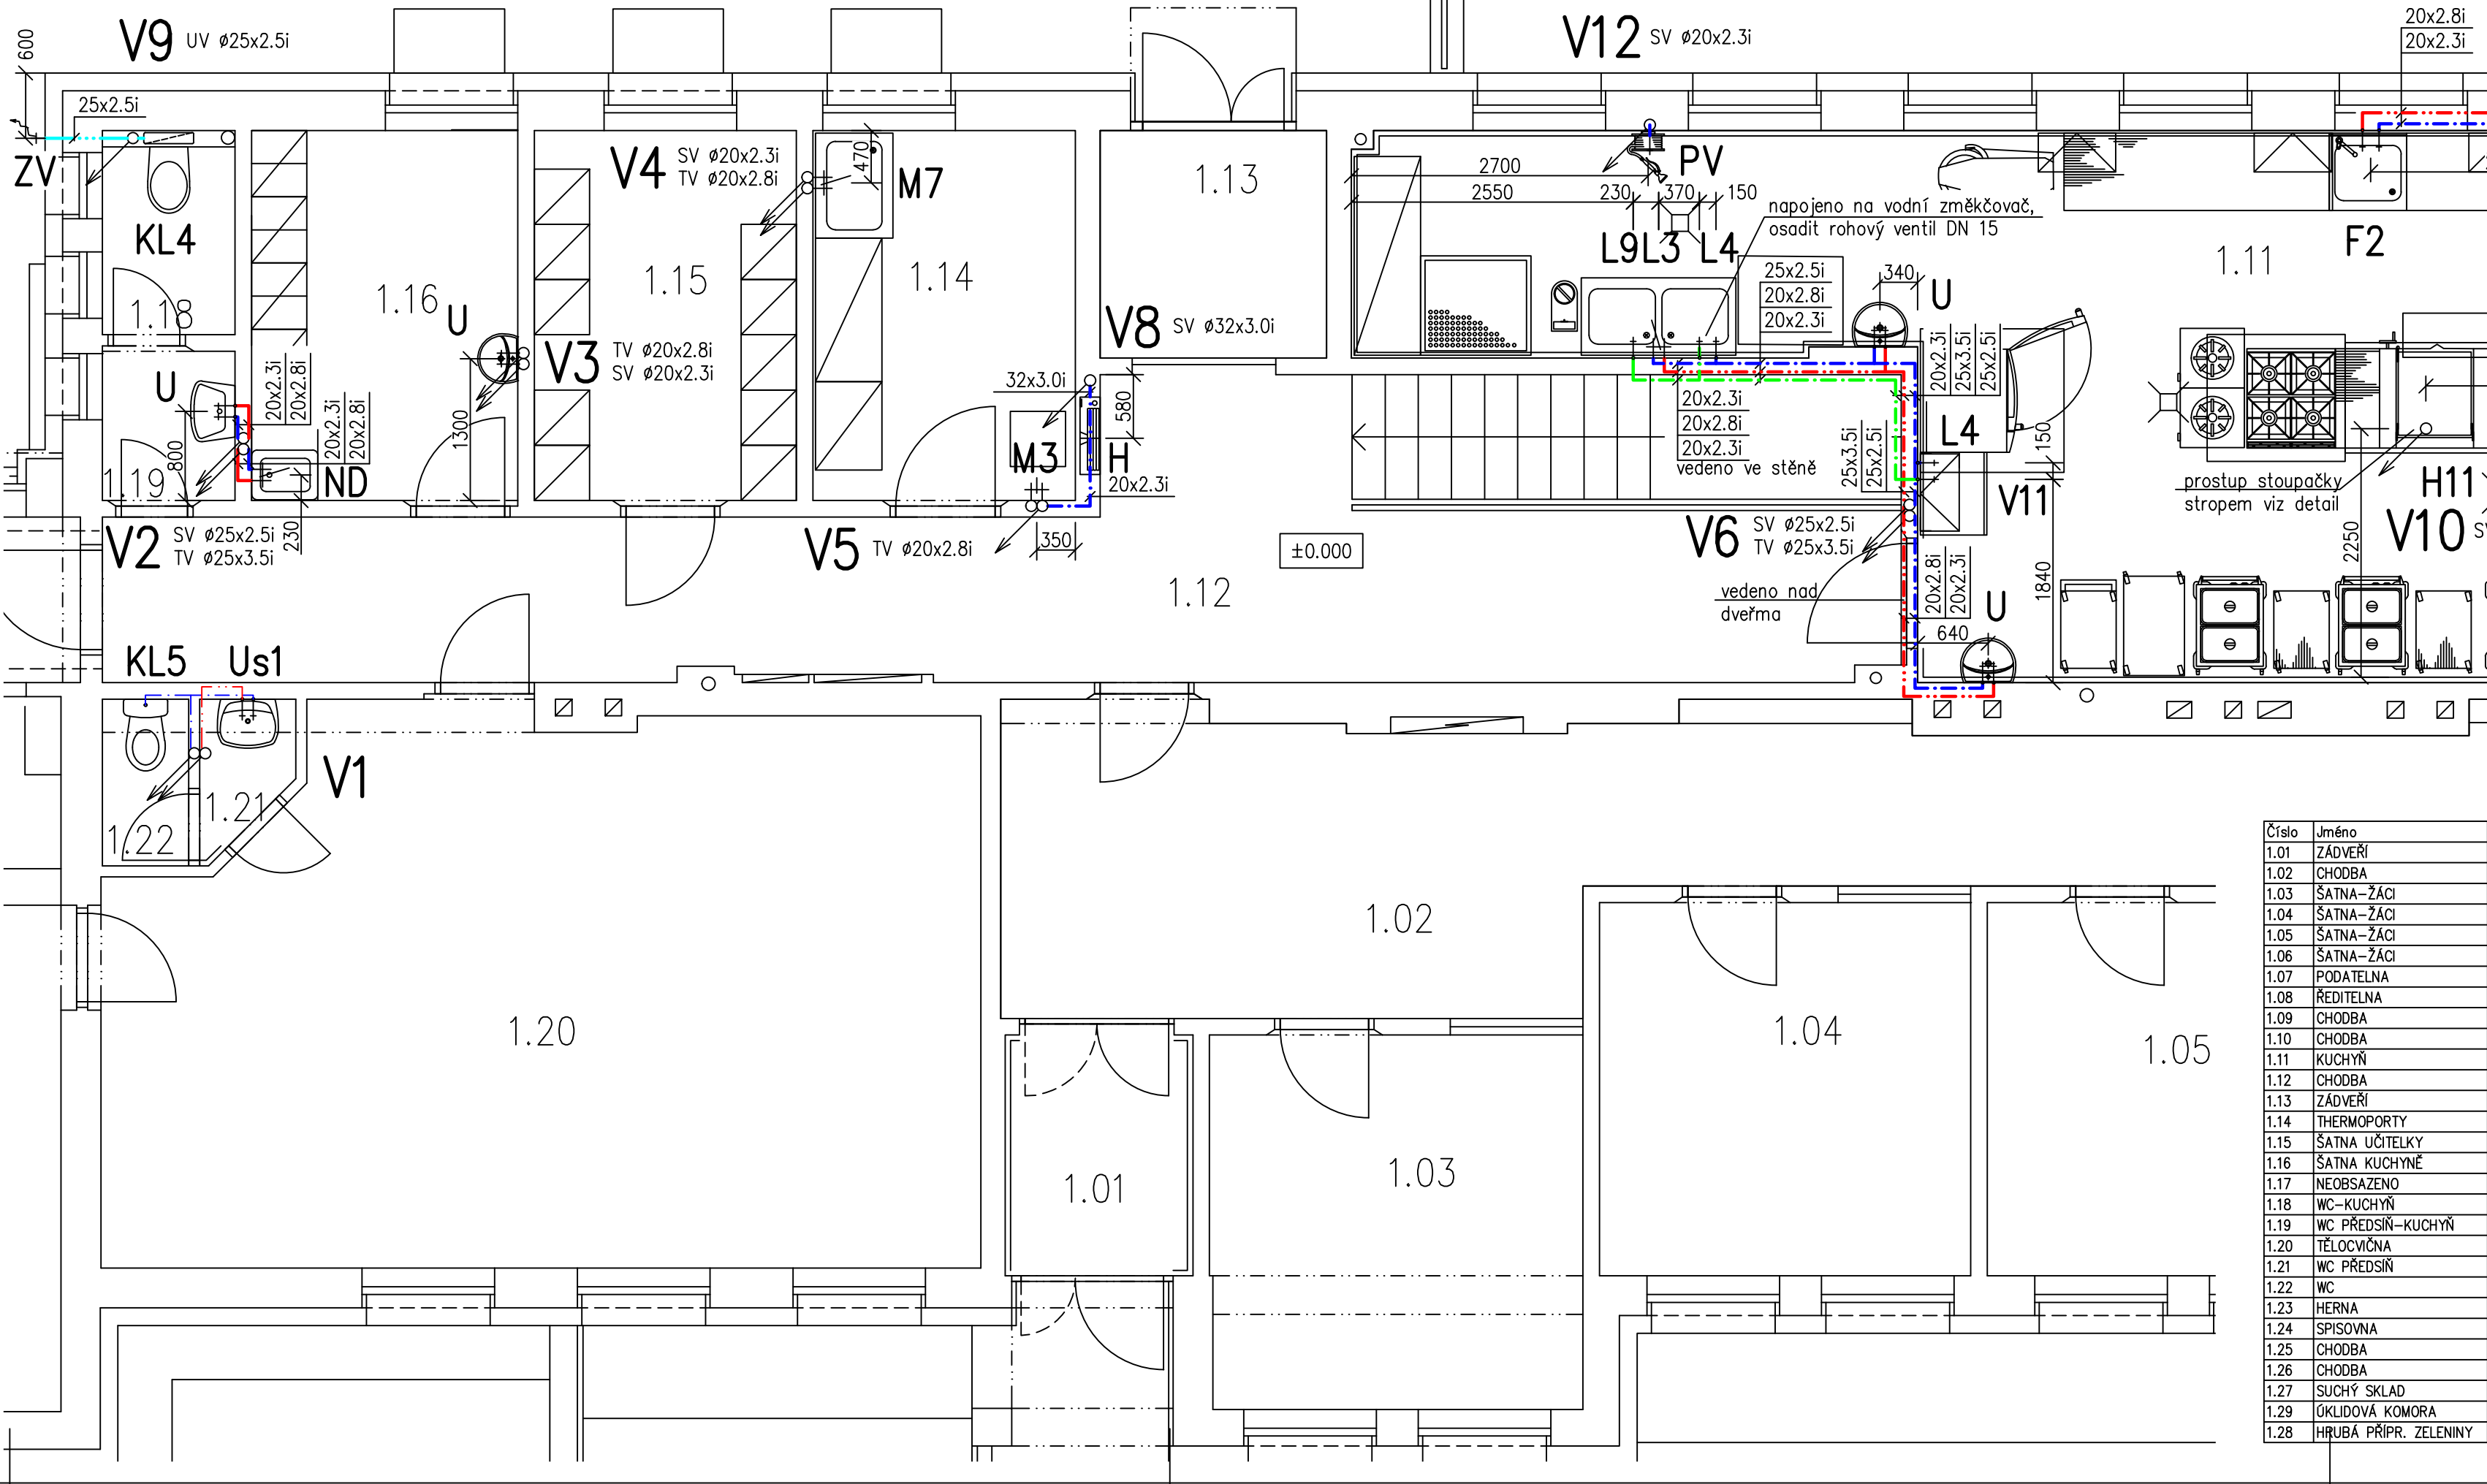 V9 UV ø25x2.5i
600
25x2.5i
ZV
KL4
1.18
U
800
1.19
20x2.3i
20x2.8i
20x2.3i
20x2.8i
ND
230
V2 SV ø25x2.5i
TV ø25x3.5i
1.16
U
1300
V4 SV ø20x2.3i
TV ø20x2.8i
1.15
V3 TV ø20x2.8i
SV ø20x2.3i
470
M7
1.14
32x3.0i
580
M3
H
20x2.3i
350
V5 TV ø20x2.8i
1.13
V8 SV ø32x3.0i
V12 SV ø20x2.3i
20x2.8i
20x2.3i
PV
2700
2550
230
370
150
napojeno na vodní změkčovač,
osadit rohový ventil DN 15
L9
L3
L4
25x2.5i
20x2.8i
20x2.3i
340
U
F2
1.11
20x2.3i
20x2.8i
20x2.3i
vedeno ve stěně
20x2.3i
25x3.5i
25x2.5i
25x3.5i
25x2.5i
L4
150
V11
prostup stoupačky
stropem viz detail
H11
V10
2250
±0.000
V6 SV ø25x2.5i
TV ø25x3.5i
1.12
vedeno nad
dveřma
20x2.8i
20x2.3i
U
640
1840
KL5
Us1
V1
1.21
1.22
1.20
1.02
1.01
1.03
1.04
1.05
Číslo Jméno
1.01 ZÁDVEŘÍ
1.02 CHODBA
1.03 ŠATNA-ŽÁCI
1.04 ŠATNA-ŽÁCI
1.05 ŠATNA-ŽÁCI
1.06 ŠATNA-ŽÁCI
1.07 PODATELNA
1.08 ŘEDITELNA
1.09 CHODBA
1.10 CHODBA
1.11 KUCHYŇ
1.12 CHODBA
1.13 ZÁDVEŘÍ
1.14 THERMOPORTY
1.15 ŠATNA UČITELKY
1.16 ŠATNA KUCHYNĚ
1.17 NEOBSAZENO
1.18 WC-KUCHYŇ
1.19 WC PŘEDSÍŇ-KUCHYŇ
1.20 TĚLOCVIČNA
1.21 WC PŘEDSÍŇ
1.22 WC
1.23 HERNA
1.24 SPISOVNA
1.25 CHODBA
1.26 CHODBA
1.27 SUCHÝ SKLAD
1.29 ÚKLIDOVÁ KOMORA
1.28 HRUBÁ PŘÍPR. ZELENINY